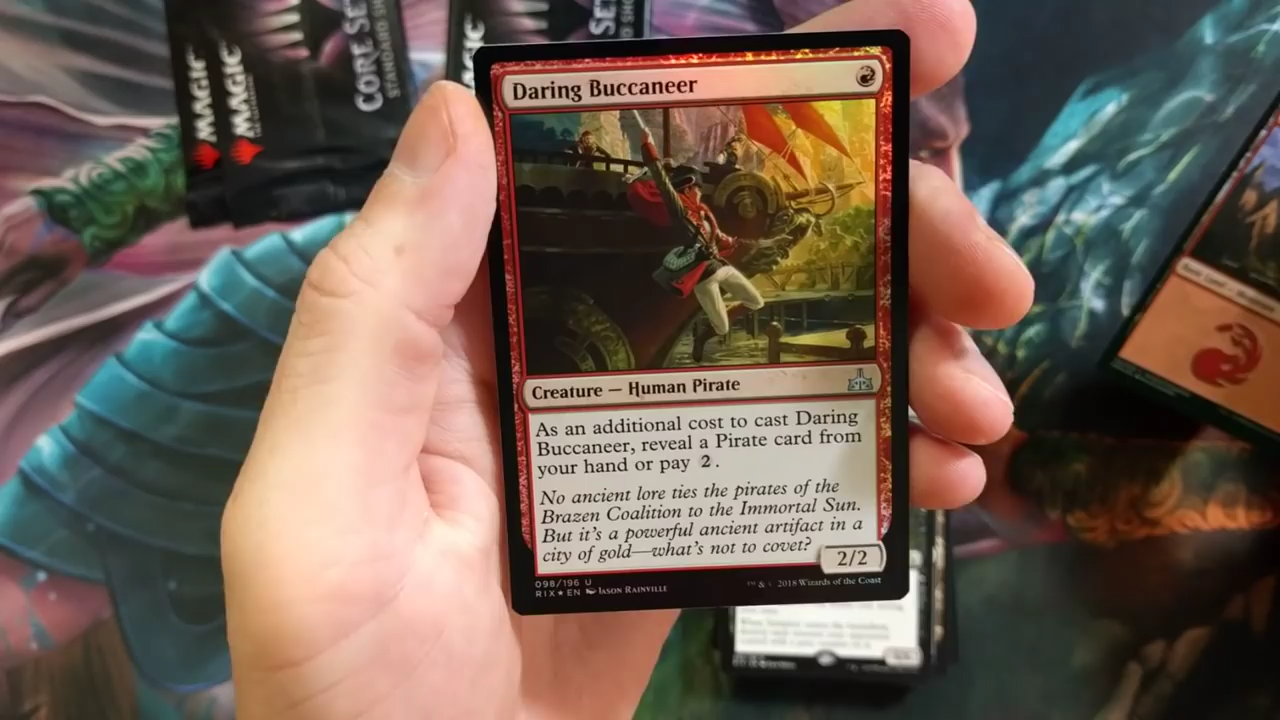 MAGIC
MAGIC
CORE SE
STANDARD SH
SE
Daring Buccaneer
Creature — Human Pirate
As an additional cost to cast Daring
Buccaneer, reveal a Pirate card from
your hand or pay 2.
No ancient lore ties the pirates of the
Brazen Coalition to the Immortal Sun.
But it's a powerful ancient artifact in a
city of gold—what's not to covet?
2/2
098/196 U
RIX★EN Jason Rainville
™ & © 2018 Wizards of the Coast